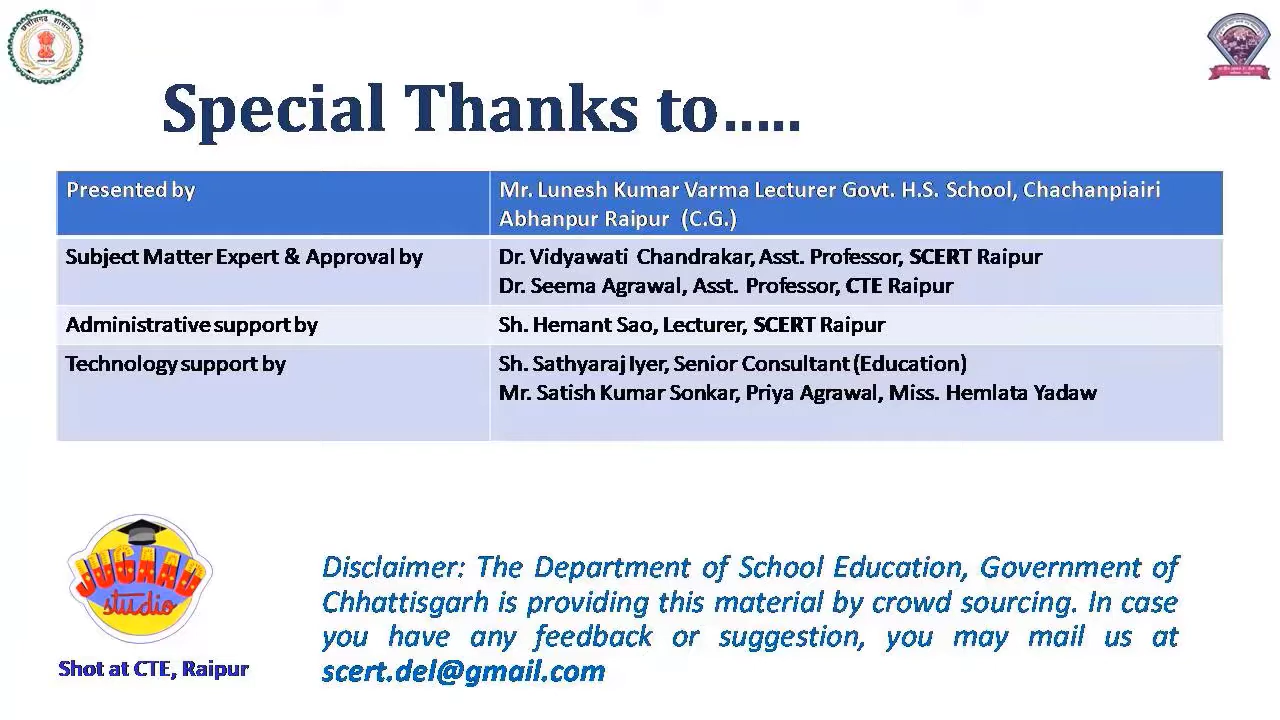 छत्तीसगढ़ शासन
Special Thanks to…..
Presented by
Mr. Lunesh Kumar Varma Lecturer Govt. H.S. School, Chachanpiairi
Abhanpur Raipur (C.G.)
Subject Matter Expert & Approval by
Dr. Vidyawati Chandrakar, Asst. Professor, SCERT Raipur
Dr. Seema Agrawal, Asst. Professor, CTE Raipur
Administrative support by
Sh. Hemant Sao, Lecturer, SCERT Raipur
Technology support by
Sh. Sathyaraj Iyer, Senior Consultant (Education)
Mr. Satish Kumar Sonkar, Priya Agrawal, Miss. Hemlata Yadaw
JUGAAD
studio
Shot at CTE, Raipur
Disclaimer: The Department of School Education, Government of
Chhattisgarh is providing this material by crowd sourcing. In case
you have any feedback or suggestion, you may mail us at
scert.del@gmail.com